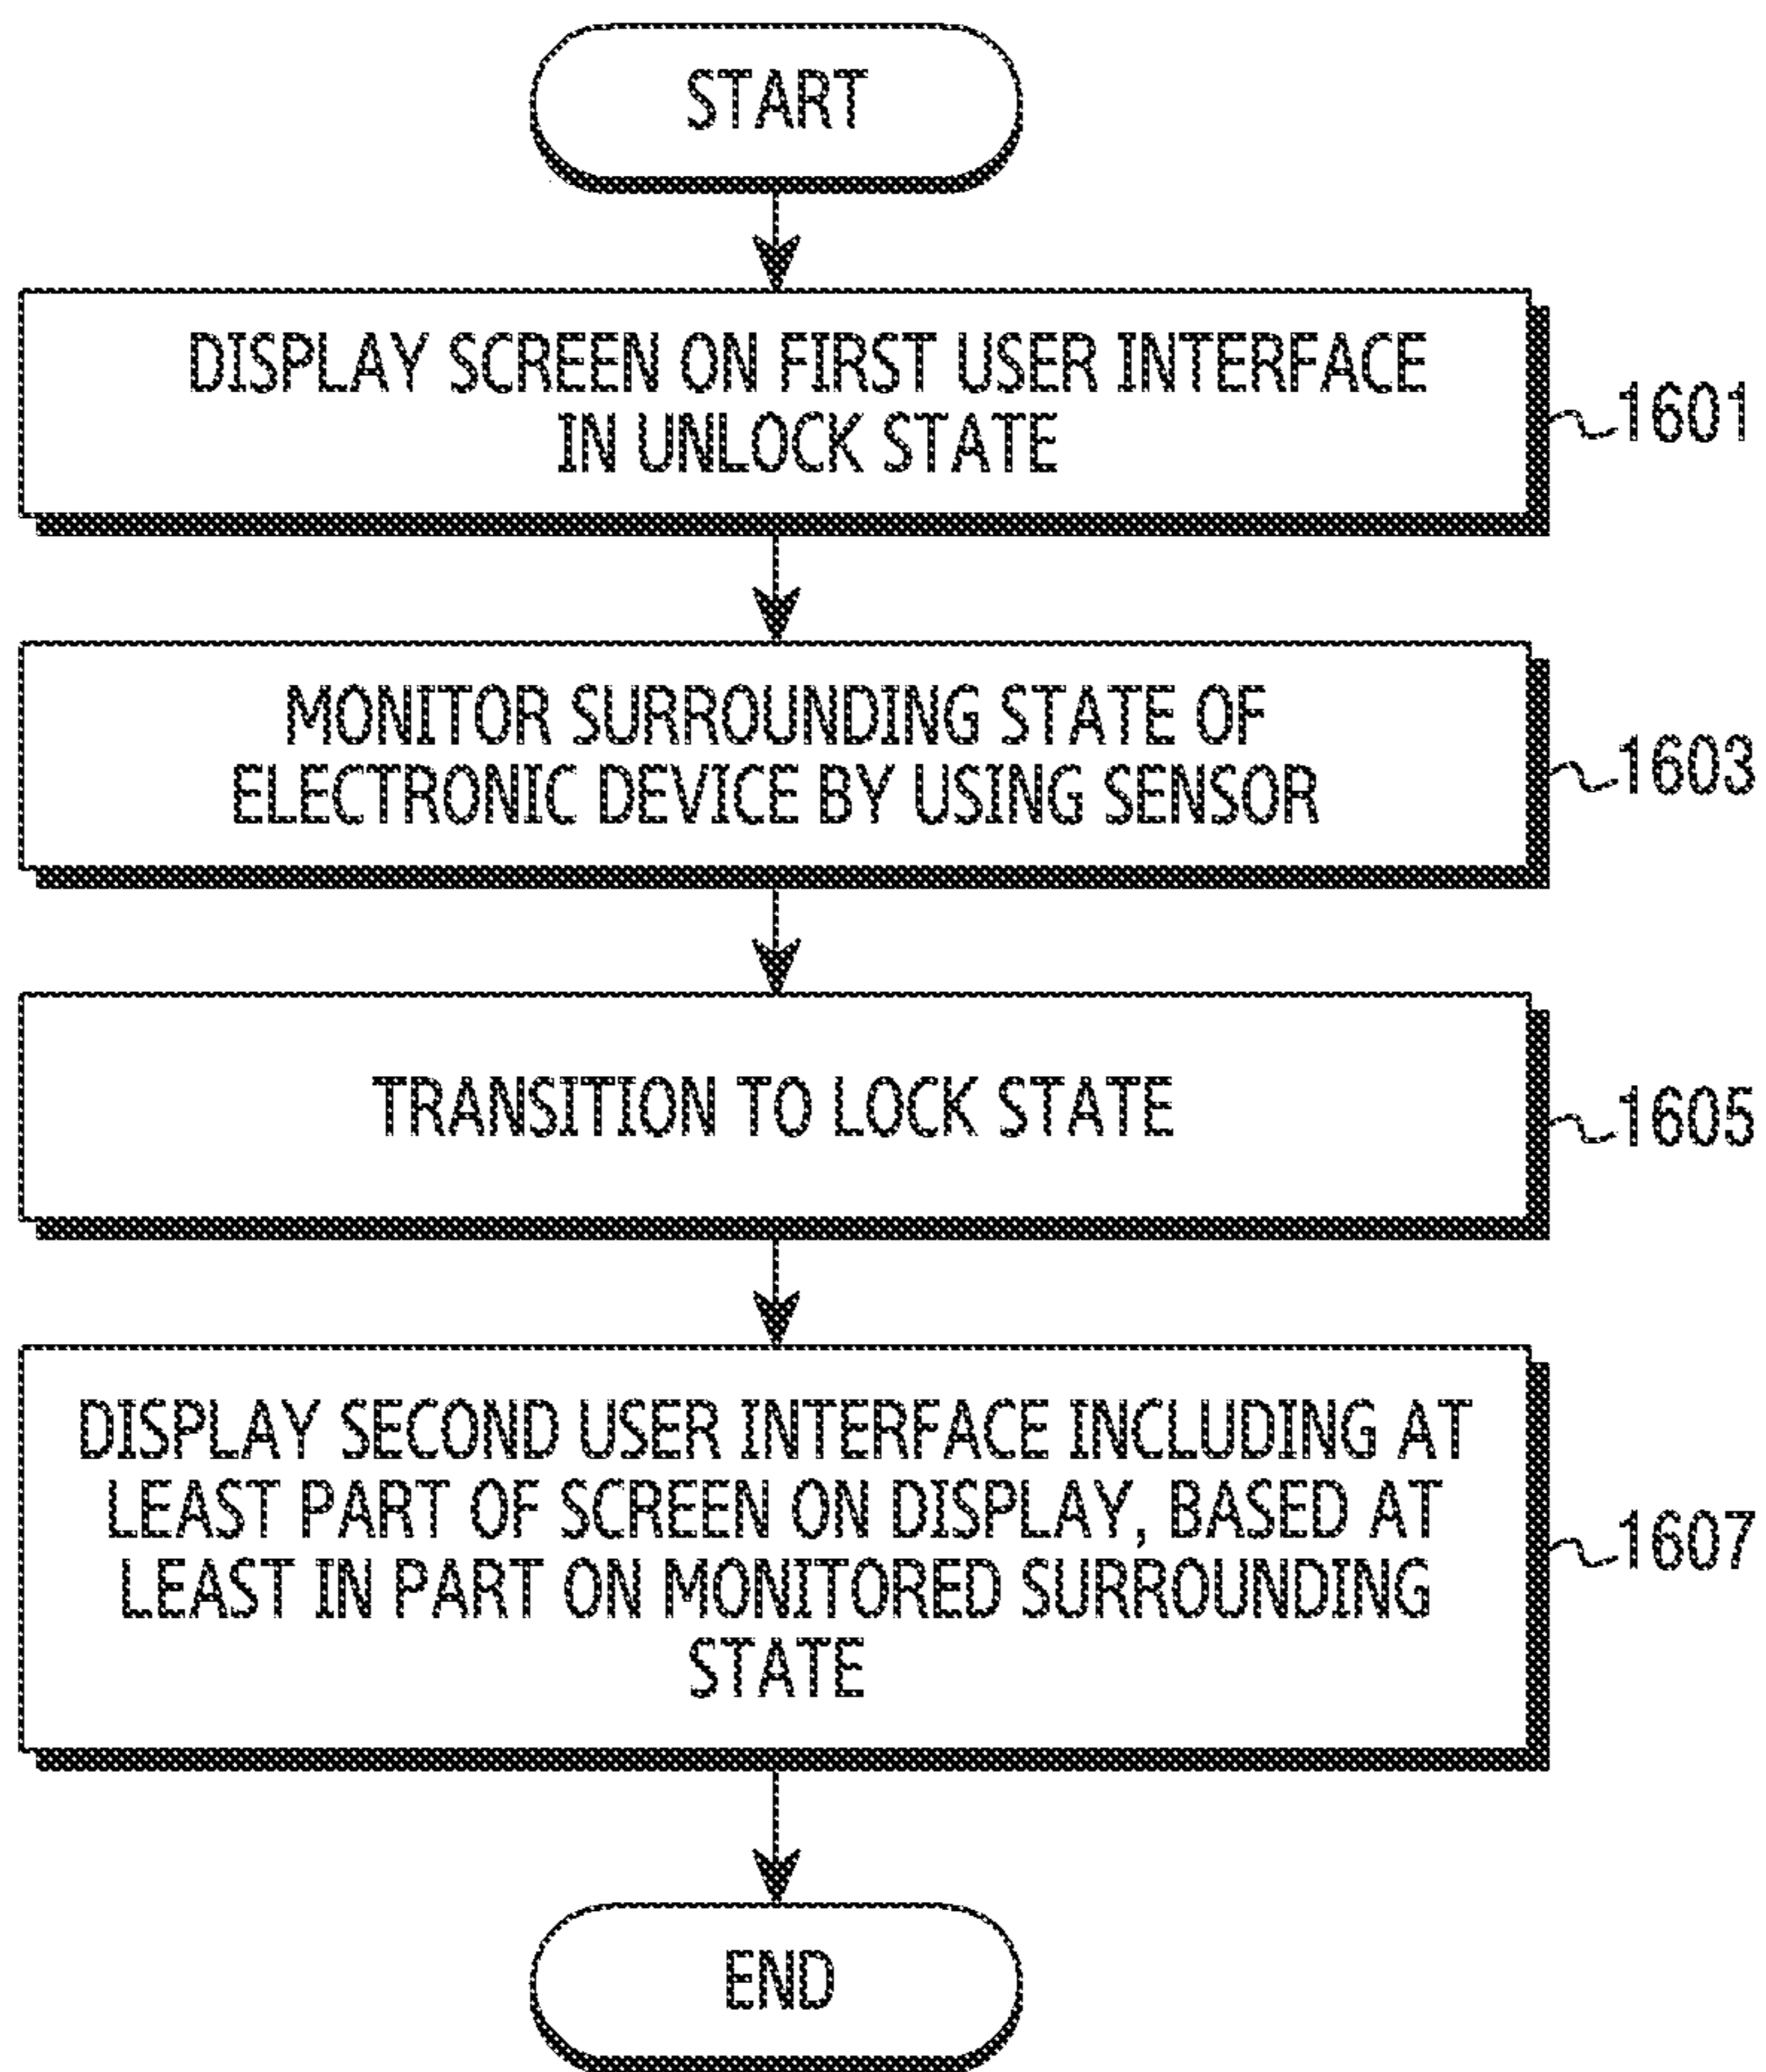 START
DISPLAY SCREEN ON FIRST USER INTERFACE
IN UNLOCK STATE
1601
MONITOR SURROUNDING STATE OF
ELECTRONIC DEVICE BY USING SENSOR
1603
TRANSITION TO LOCK STATE
1605
DISPLAY SECOND USER INTERFACE INCLUDING AT
LEAST PART OF SCREEN ON DISPLAY, BASED AT
LEAST IN PART ON MONITORED SURROUNDING
STATE
1607
END